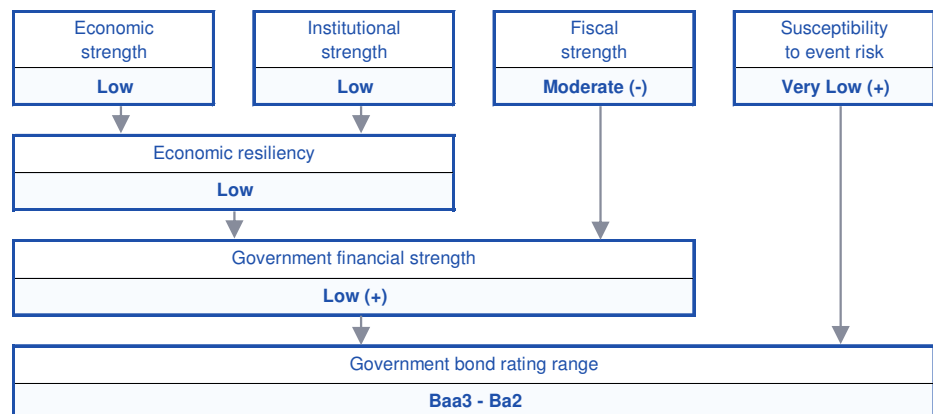 Economic
strength
Low
Institutional
strength
Low
Fiscal
strength
Moderate (-)
Susceptibility
to event risk
Very Low (+)
Economic resiliency
Low
Government financial strength
Low (+)
Government bond rating range
Baa3 - Ba2